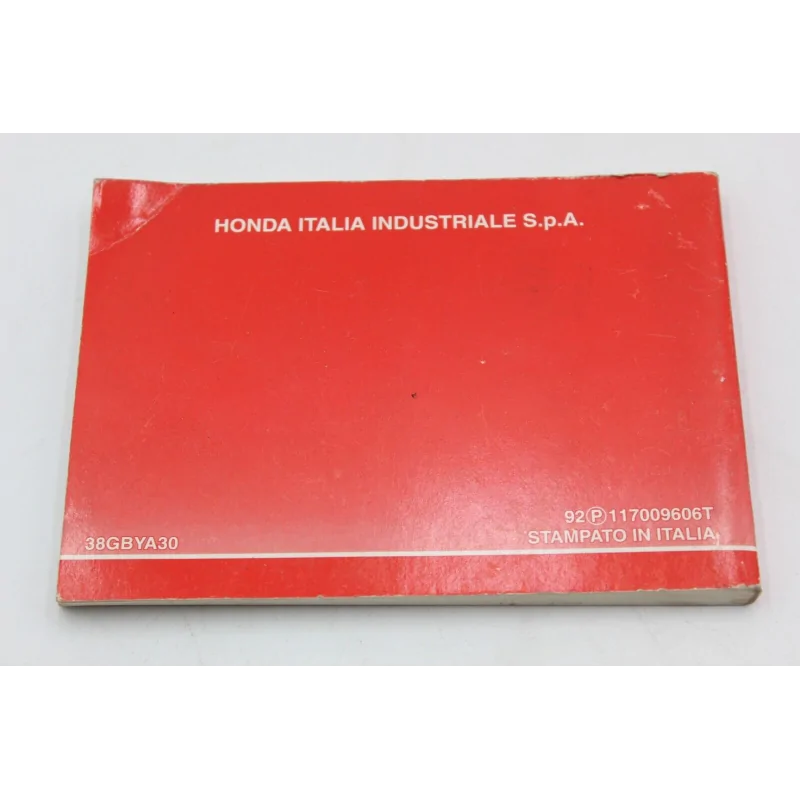 HONDA ITALIA INDUSTRIALE S.p.A.
38GBYA30
92Ⓟ117009606T
STAMPATO IN ITALIA